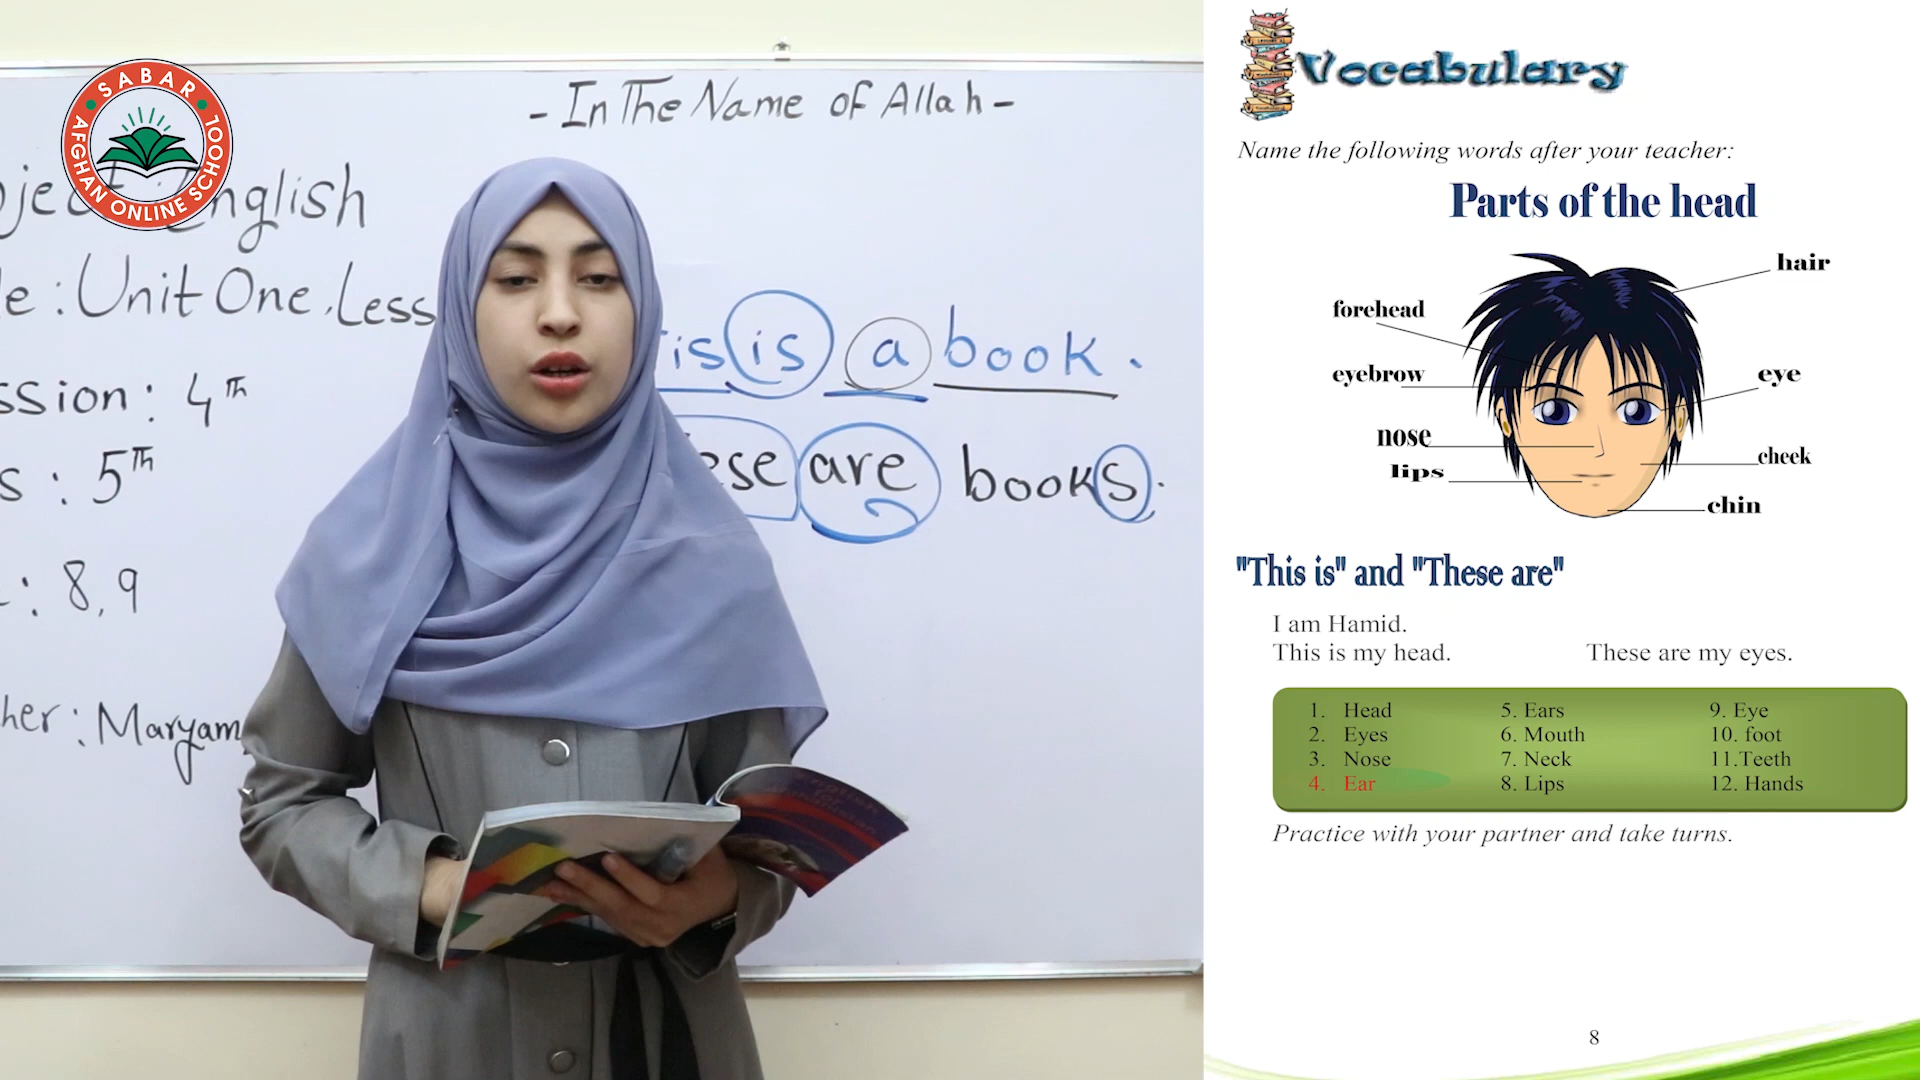 SABAR
AFGHAN ONLINE SCHOOL
- In The Name of Allah -
English
: Unit One, Less
ssion: 4th
s : 5th
: 8,9
her: Maryam
is is a book.
ese are books.
Vocabulary
Name the following words after your teacher:
Parts of the head
hair
forehead
eyebrow
eye
nose
cheek
lips
chin
"This is" and "These are"
I am Hamid.
This is my head. These are my eyes.
1. Head 5. Ears 9. Eye
2. Eyes 6. Mouth 10. foot
3. Nose 7. Neck 11.Teeth
4. Ear 8. Lips 12. Hands
Practice with your partner and take turns.
8